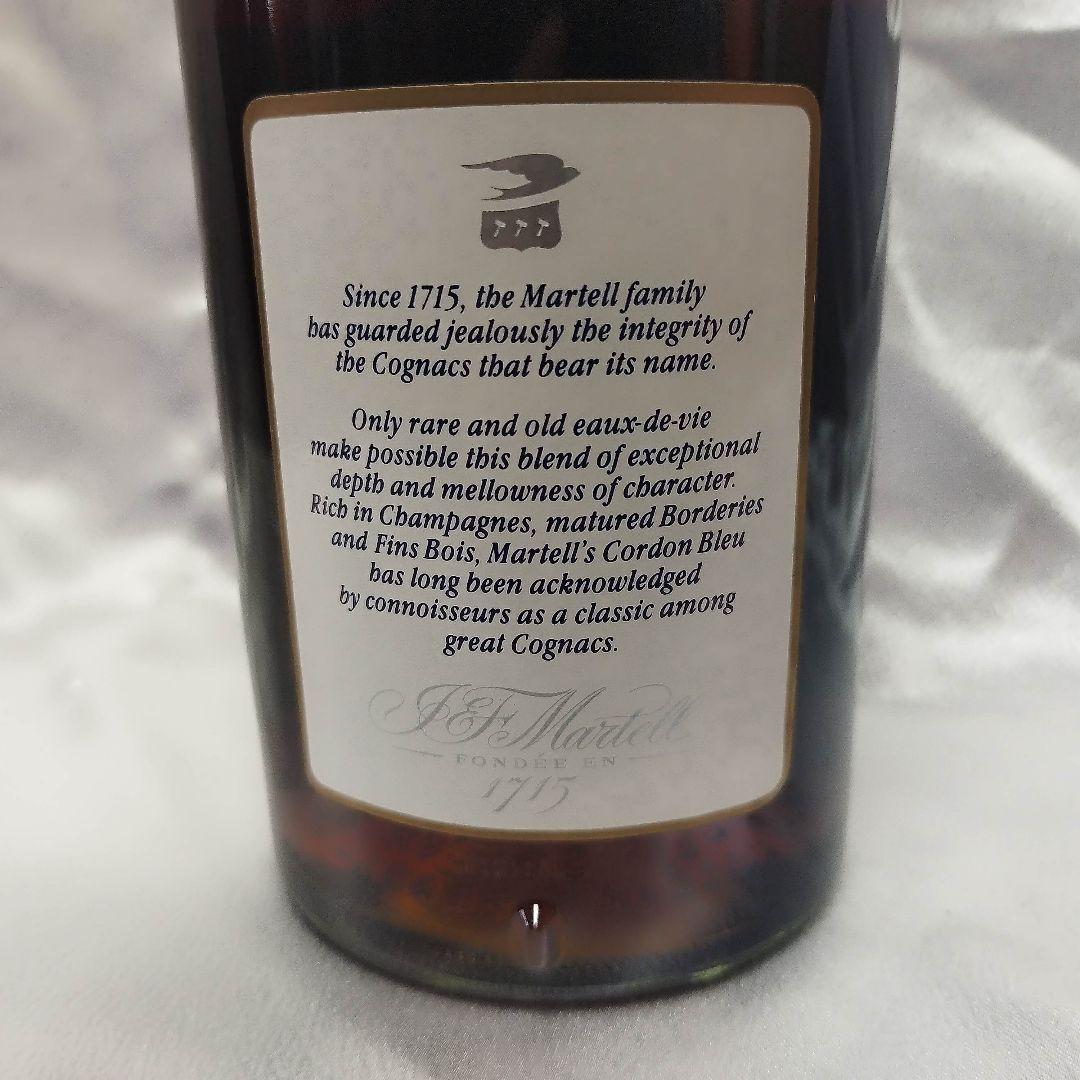 Since 1715, the Martell family
has guarded jealously the integrity of
the Cognacs that bear its name.
Only rare and old eaux-de-vie
make possible this blend of exceptional
depth and mellowness of character.
Rich in Champagnes, matured Borderies
and Fins Bois, Martell's Cordon Bleu
has long been acknowledged
by connoisseurs as a classic among
great Cognacs.
J&F Martell
FONDÉE EN
1715